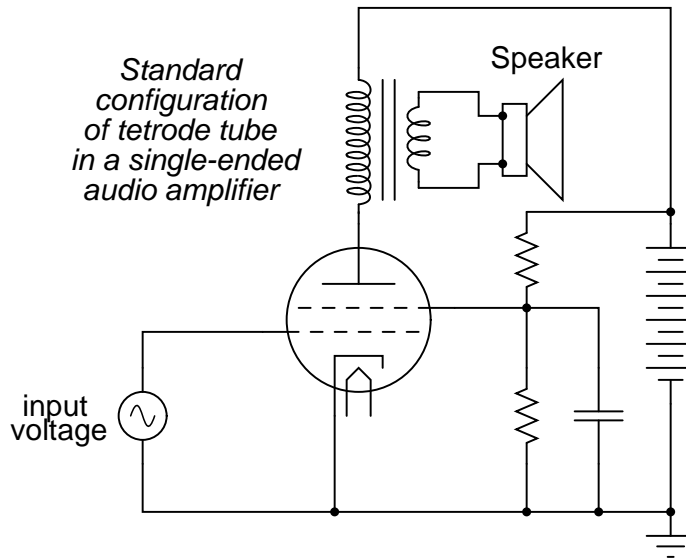 Standard
configuration
of tetrode tube
in a single-ended
audio amplifier
Speaker
input
voltage